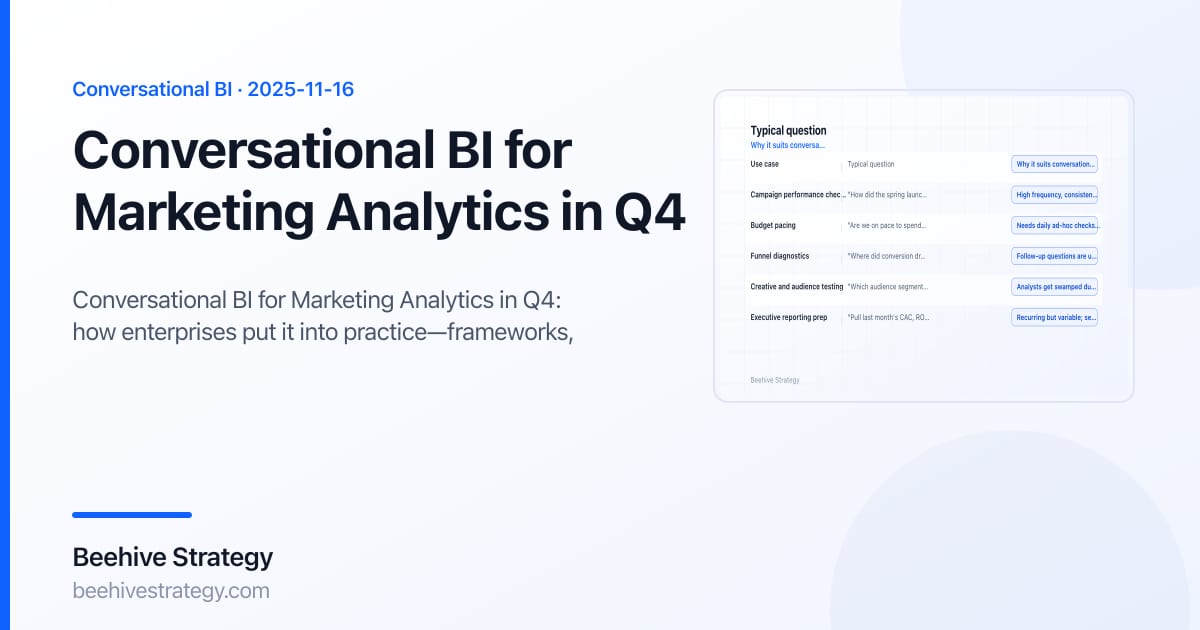 Conversational BI · 2025-11-16
Conversational BI for
Marketing Analytics in Q4
Conversational BI for Marketing Analytics in Q4:
how enterprises put it into practice—frameworks,
Beehive Strategy
beehivestrategy.com
Typical question
Why it suits conversa...
Use case Typical question Why it suits conversation...
Campaign performance chec... "How did the spring launc... High frequency, consisten...
Budget pacing "Are we on pace to spend... Needs daily ad-hoc checks...
Funnel diagnostics "Where did conversion dr... Follow-up questions are u...
Creative and audience testing "Which audience segment... Analysts get swamped du...
Executive reporting prep "Pull last month's CAC, RO... Recurring but variable; se...
Beehive Strategy